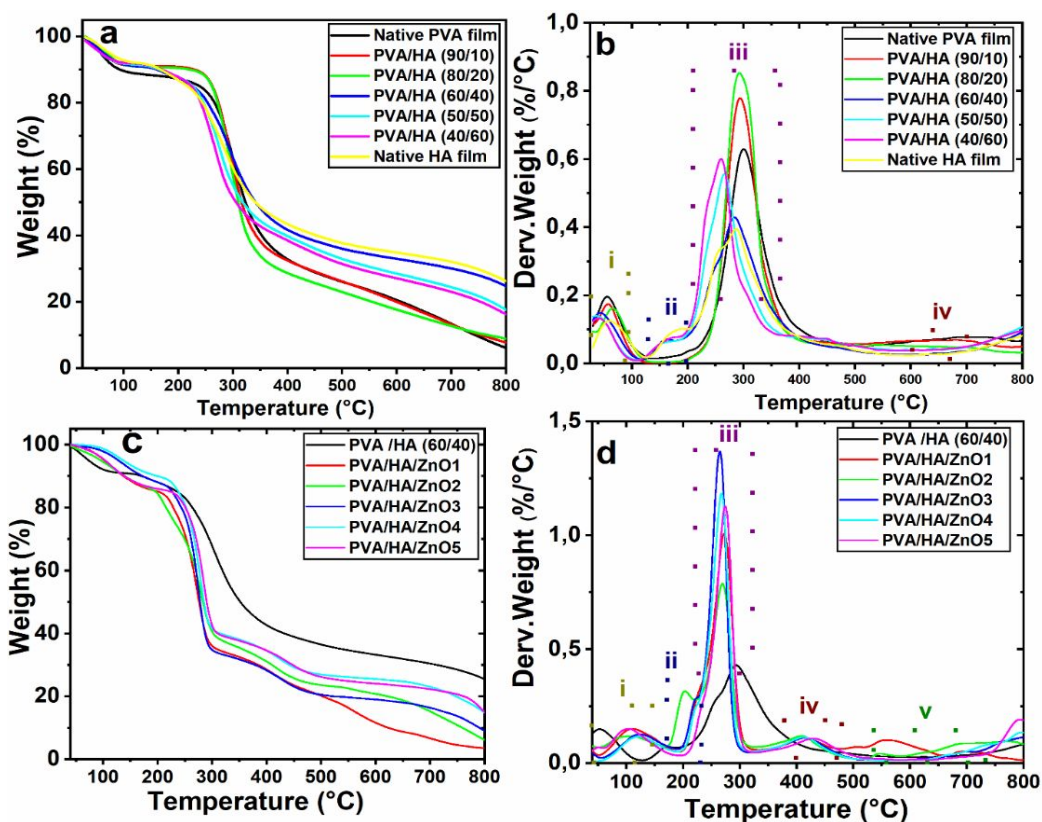 a
Native PVA film
PVA/HA (90/10)
PVA/HA (80/20)
PVA/HA (60/40)
PVA/HA (50/50)
PVA/HA (40/60)
Native HA film
Weight (%)
100
80
60
40
20
0
100 200 300 400 500 600 700 800
Temperature (°C)
b
iii
Native PVA film
PVA/HA (90/10)
PVA/HA (80/20)
PVA/HA (60/40)
PVA/HA (50/50)
PVA/HA (40/60)
Native HA film
i
ii
iv
Derv.Weight (%/°C)
1,0
0,8
0,6
0,4
0,2
0,0
100 200 300 400 500 600 700 800
Temperature (°C)
c
PVA /HA (60/40)
PVA/HA/ZnO1
PVA/HA/ZnO2
PVA/HA/ZnO3
PVA/HA/ZnO4
PVA/HA/ZnO5
Weight (%)
100
80
60
40
20
0
100 200 300 400 500 600 700 800
Temperature (°C)
d
iii
PVA /HA (60/40)
PVA/HA/ZnO1
PVA/HA/ZnO2
PVA/HA/ZnO3
PVA/HA/ZnO4
PVA/HA/ZnO5
i
ii
iv
v
Derv.Weight (%/°C)
1,5
1,0
0,5
0,0
100 200 300 400 500 600 700 800
Temperature (°C)